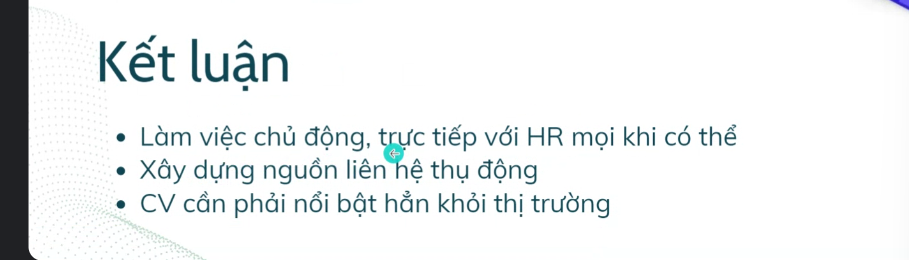 Kết luận
• Làm việc chủ động, trực tiếp với HR mọi khi có thể
• Xây dựng nguồn liên hệ thụ động
• CV cần phải nổi bật hẳn khỏi thị trường